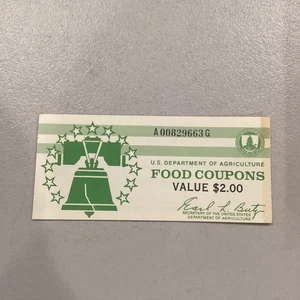 A00829663G
U.S. DEPARTMENT OF AGRICULTURE
FOOD COUPONS
VALUE $2.00
Earl L. Butz
SECRETARY OF THE UNITED STATES
DEPARTMENT OF AGRICULTURE